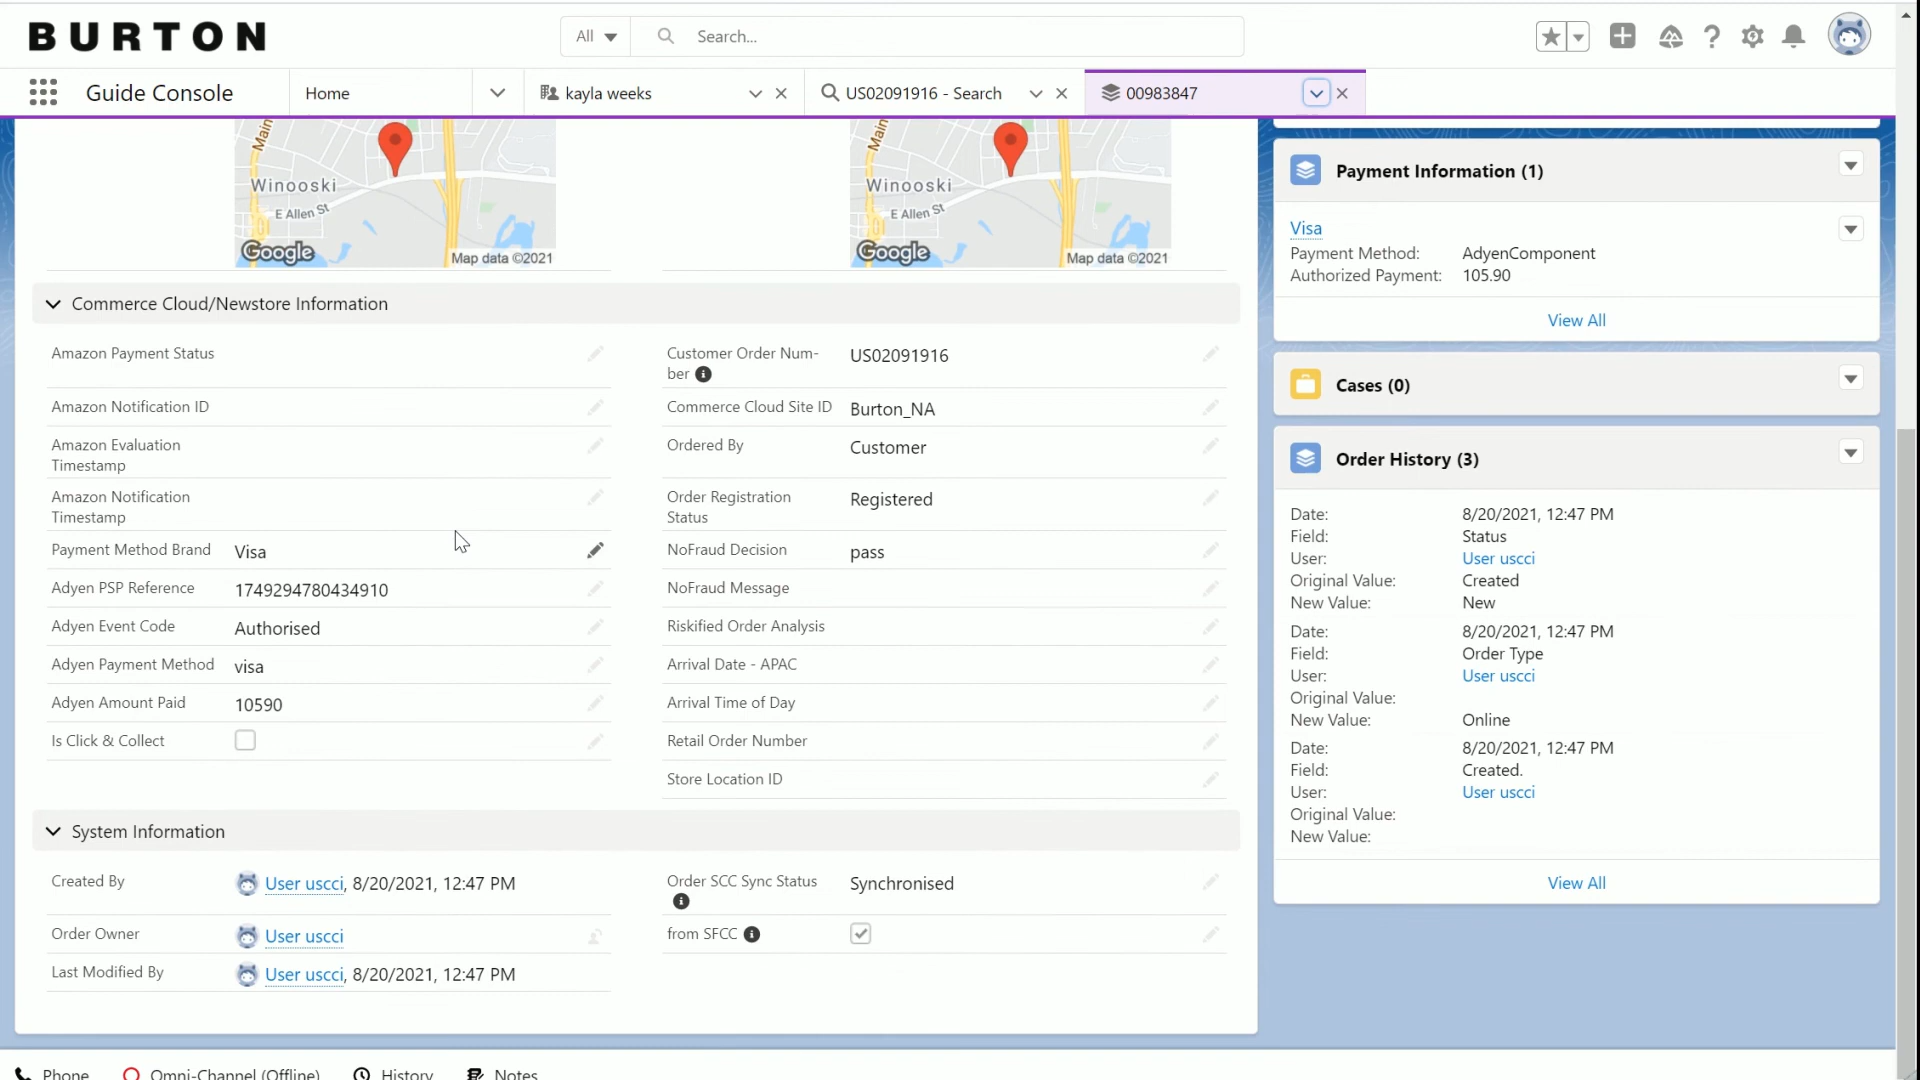 BURTON
All
Search...
Guide Console
Home
kayla weeks
US02091916 - Search
00983847
Main
Winooski
E Allen St
Google
Map data ©2021
Main
Winooski
E Allen St
Google
Map data ©2021
Commerce Cloud/Newstore Information
Amazon Payment Status
Amazon Notification ID
Amazon Evaluation
Timestamp
Amazon Notification
Timestamp
Payment Method Brand Visa
Adyen PSP Reference 1749294780434910
Adyen Event Code Authorised
Adyen Payment Method visa
Adyen Amount Paid 10590
Is Click & Collect
Customer Order Num-
ber US02091916
Commerce Cloud Site ID Burton_NA
Ordered By Customer
Order Registration
Status Registered
NoFraud Decision pass
NoFraud Message
Riskified Order Analysis
Arrival Date - APAC
Arrival Time of Day
Retail Order Number
Store Location ID
System Information
Created By User uscci, 8/20/2021, 12:47 PM
Order Owner User uscci
Last Modified By User uscci, 8/20/2021, 12:47 PM
Order SCC Sync Status Synchronised
from SFCC
Payment Information (1)
Visa
Payment Method: AdyenComponent
Authorized Payment: 105.90
View All
Cases (0)
Order History (3)
Date: 8/20/2021, 12:47 PM
Field: Status
User: User uscci
Original Value: Created
New Value: New
Date: 8/20/2021, 12:47 PM
Field: Order Type
User: User uscci
Original Value:
New Value: Online
Date: 8/20/2021, 12:47 PM
Field: Created.
User: User uscci
Original Value:
New Value:
View All
Phone
Omni-Channel (Offline)
History
Notes